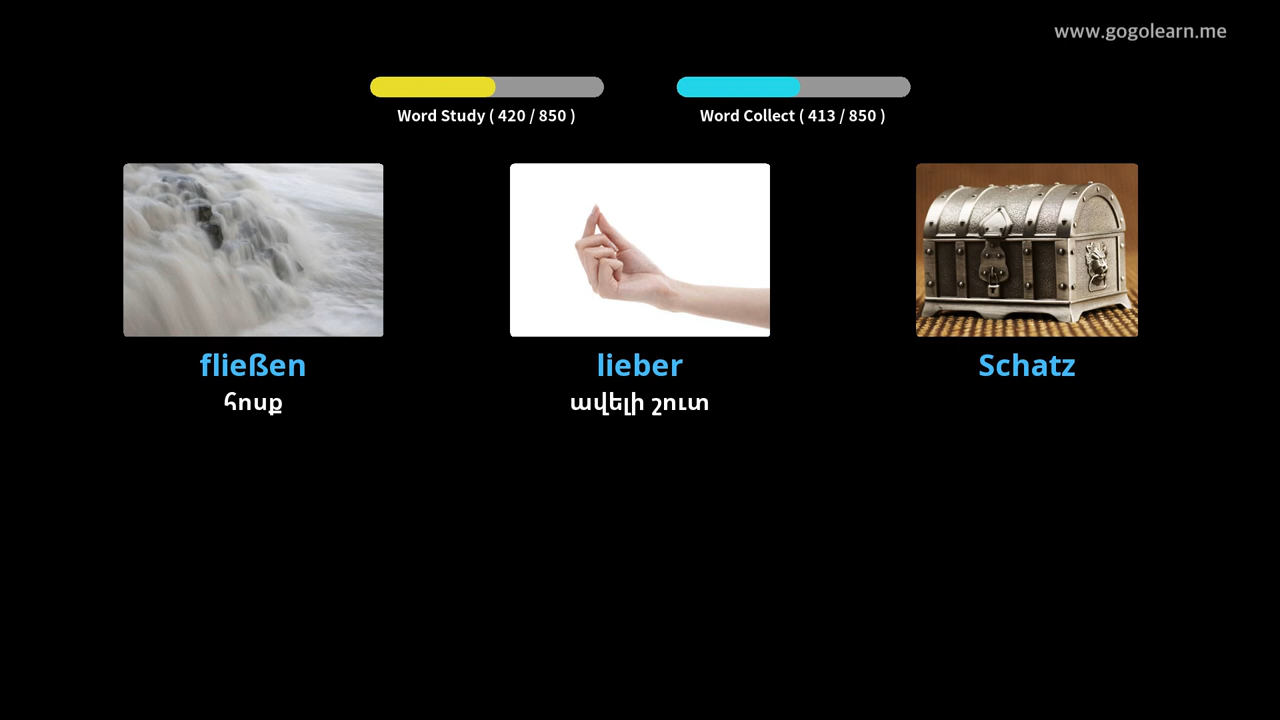 www.gogolearn.me
Word Study ( 420 / 850 )
Word Collect ( 413 / 850 )
fließen
հոսք
lieber
ավելի շուտ
Schatz